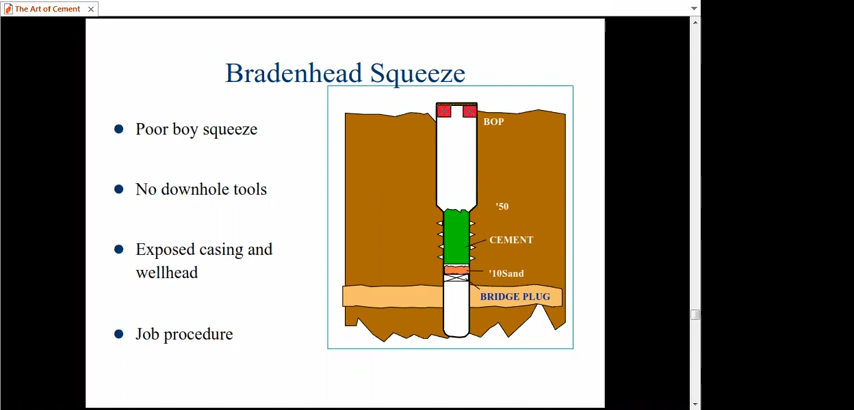 The Art of Cement
Bradenhead Squeeze
Poor boy squeeze
No downhole tools
Exposed casing and
wellhead
Job procedure
BOP
'50
CEMENT
'10Sand
BRIDGE PLUG